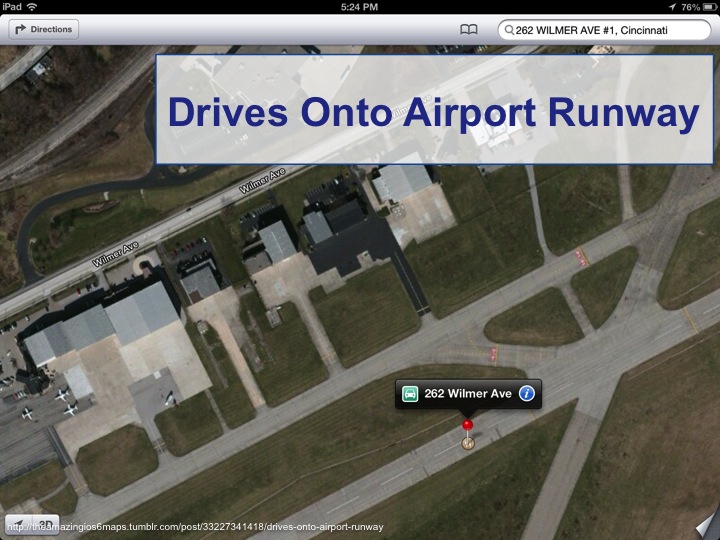 iPad 5:24 PM 76%
Directions 262 WILMER AVE #1, Cincinnati
Drives Onto Airport Runway
Wilmer Ave
Wilmer Ave
262 Wilmer Ave
3D
http://theamazingios6maps.tumblr.com/post/33227341418/drives-onto-airport-runway